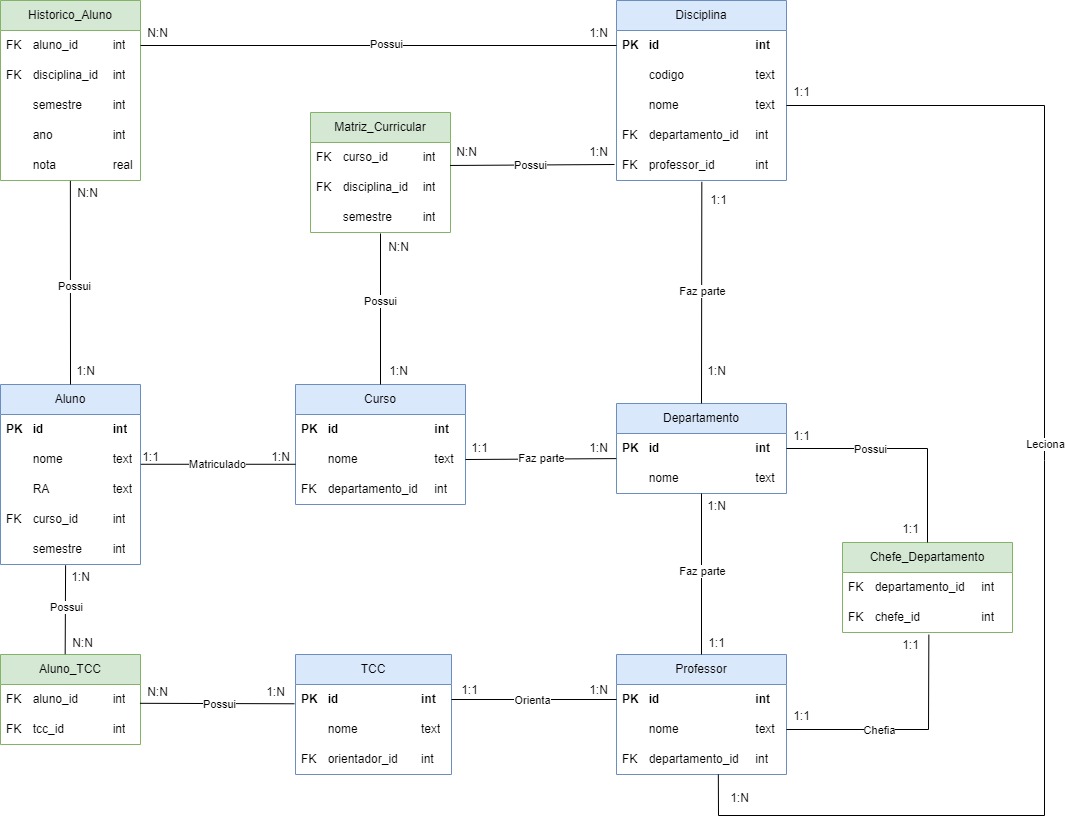 Historico_Aluno
FK aluno_id int
FK disciplina_id int
semestre int
ano int
nota real
N:N
Possui
1:N
Disciplina
PK id int
codigo text
nome text
FK departamento_id int
FK professor_id int
1:1
Matriz_Curricular
FK curso_id int
FK disciplina_id int
semestre int
N:N
Possui
1:N
N:N
Possui
1:N
N:N
Possui
1:N
1:1
Faz parte
1:N
Aluno
PK id int
nome text
RA text
FK curso_id int
semestre int
1:1
Matriculado
1:N
Curso
PK id int
nome text
FK departamento_id int
1:1
Faz parte
1:N
Departamento
PK id int
nome text
1:1
Possui
1:1
Leciona
1:N
Faz parte
1:1
Chefe_Departamento
FK departamento_id int
FK chefe_id int
1:1
1:N
Possui
N:N
Aluno_TCC
FK aluno_id int
FK tcc_id int
N:N
Possui
1:N
TCC
PK id int
nome text
FK orientador_id int
1:1
Orienta
1:N
Professor
PK id int
nome text
FK departamento_id int
1:1
Chefia
1:N